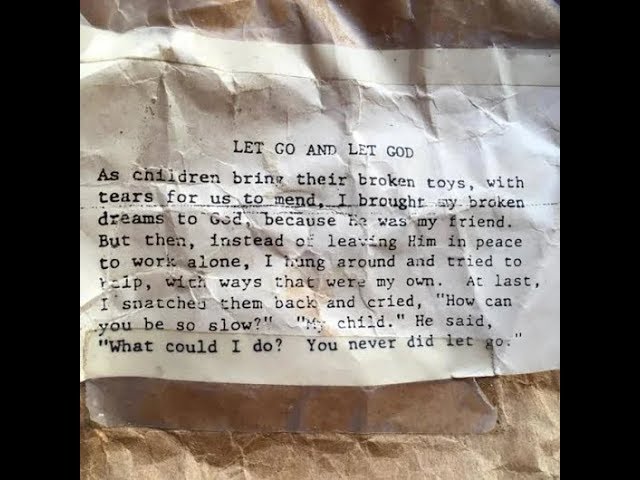 LET GO AND LET GOD
As children bring their broken toys, with
tears for us to mend, I brought my broken
dreams to God, because He was my friend.
But then, instead of leaving Him in peace
to work alone, I hung around and tried to
help, with ways that were my own. At last,
I snatched them back and cried, "How can
you be so slow?" "My child." He said,
"What could I do? You never did let go."